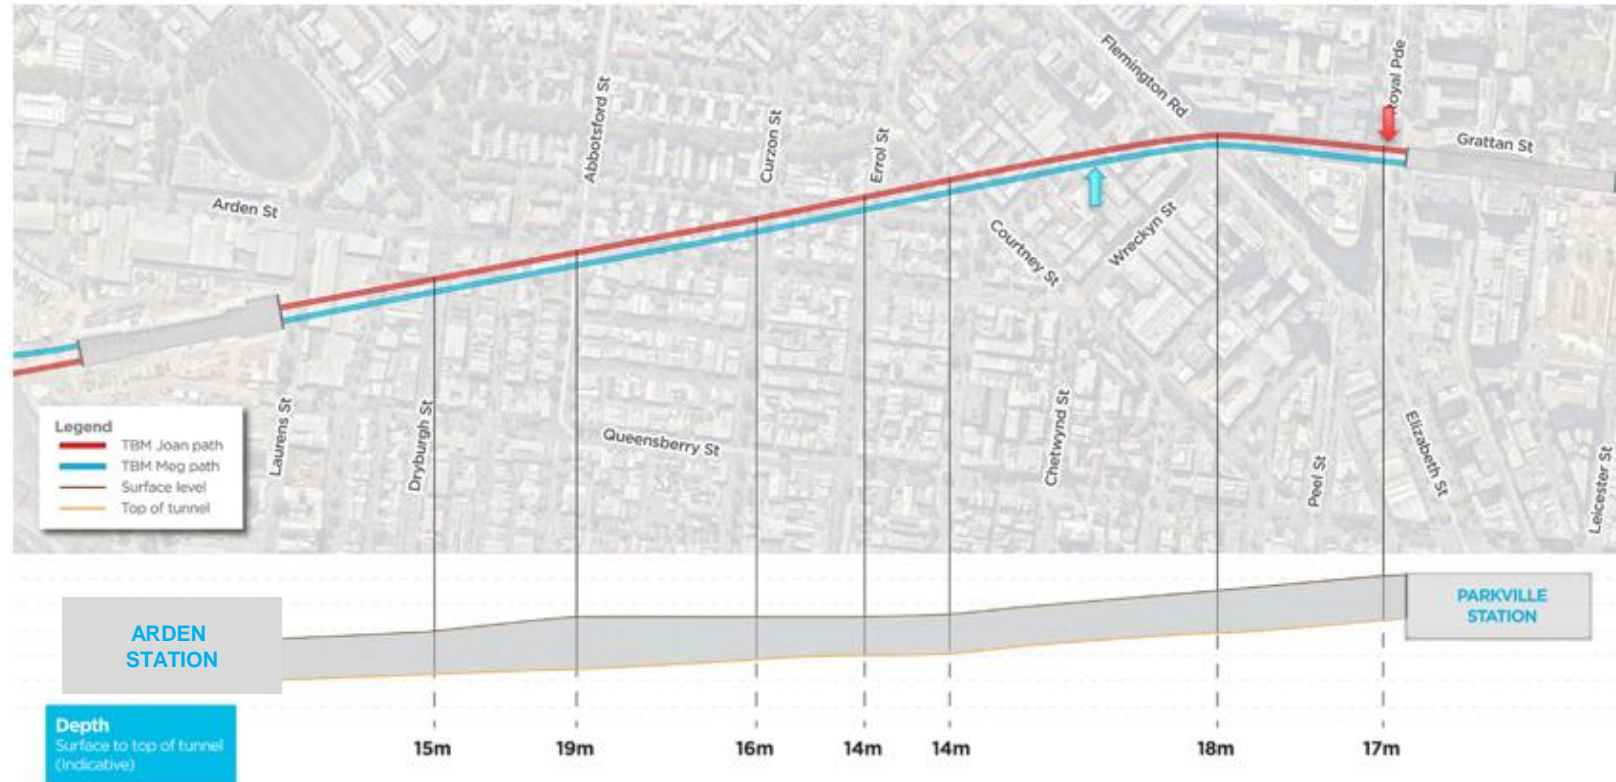 Flemington Rd
Royal Pde
Grattan St
Abbotsford St
Curzon St
Errol St
Arden St
Courtney St
Wreckyn St
Laurens St
Dryburgh St
Queensberry St
Chetwynd St
Peel St
Elizabeth St
Leicester St
Legend
TBM Joan path
TBM Meg path
Surface level
Top of tunnel
ARDEN
STATION
PARKVILLE
STATION
Depth
Surface to top of tunnel
(Indicative)
15m
19m
16m
14m
14m
18m
17m